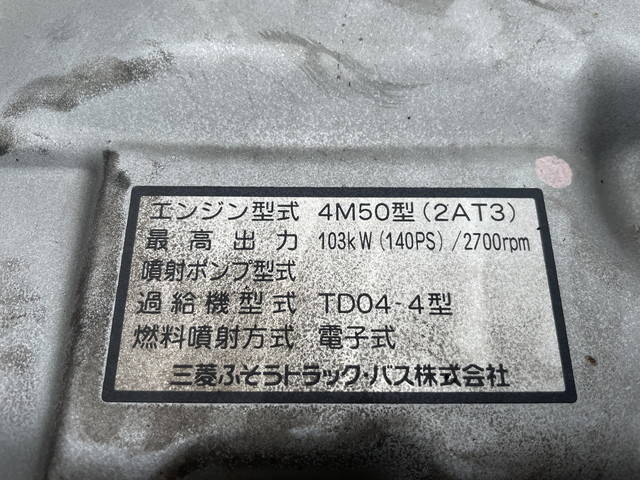 エンジン型式 4M50型(2AT3)
最高出力 103kW(140PS)/2700rpm
噴射ポンプ型式
過給機型式 TD04-4型
燃料噴射方式 電子式
三菱ふそうトラック・バス株式会社